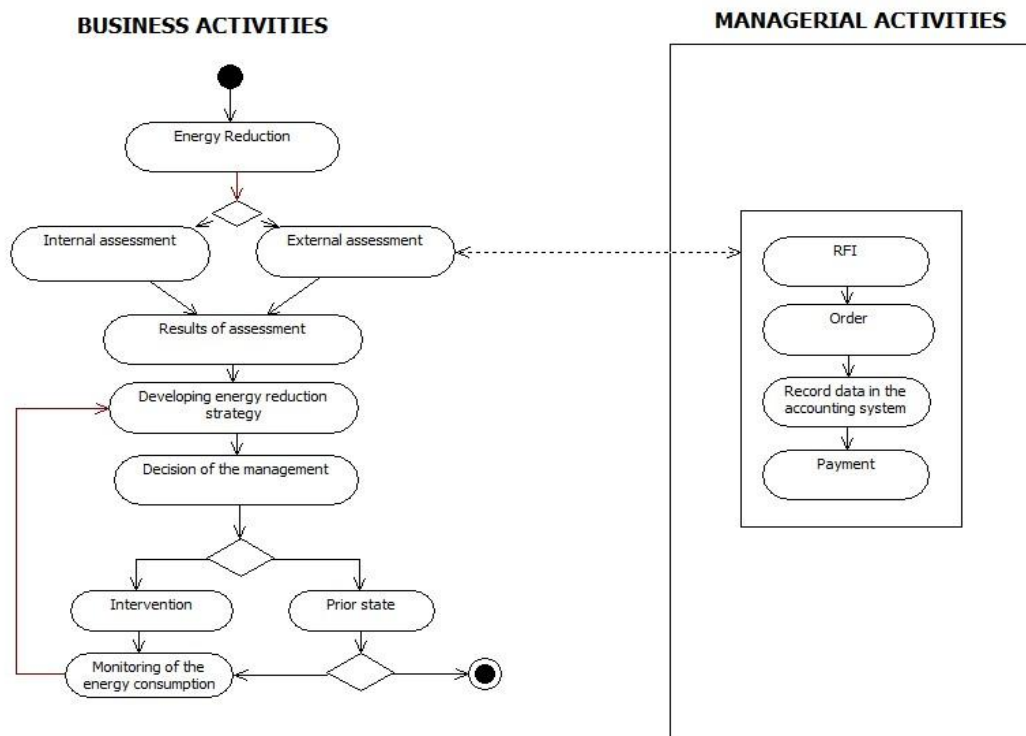 BUSINESS ACTIVITIES
MANAGERIAL ACTIVITIES
Energy Reduction
Internal assessment
External assessment
Results of assessment
Developing energy reduction
strategy
Decision of the management
Intervention
Prior state
Monitoring of the
energy consumption
RFI
Order
Record data in the
accounting system
Payment